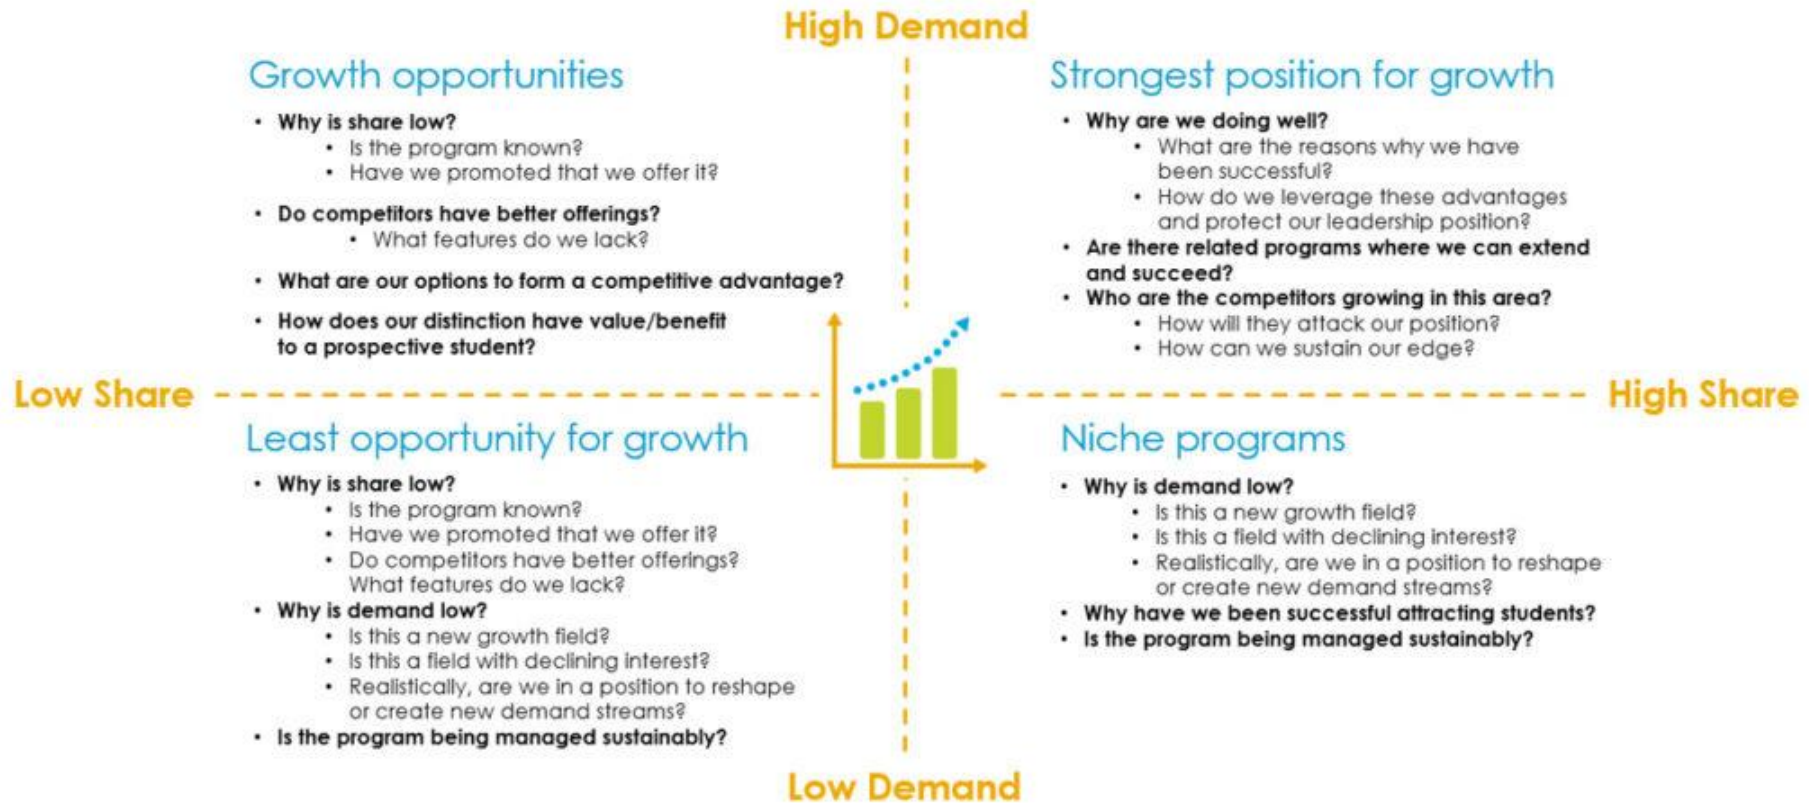 High Demand
Growth opportunities
• Why is share low?
• Is the program known?
• Have we promoted that we offer it?
• Do competitors have better offerings?
• What features do we lack?
• What are our options to form a competitive advantage?
• How does our distinction have value/benefit
to a prospective student?
Strongest position for growth
• Why are we doing well?
• What are the reasons why we have
been successful?
• How do we leverage these advantages
and protect our leadership position?
• Are there related programs where we can extend
and succeed?
• Who are the competitors growing in this area?
• How will they attack our position?
• How can we sustain our edge?
Low Share
High Share
Least opportunity for growth
• Why is share low?
• Is the program known?
• Have we promoted that we offer it?
• Do competitors have better offerings?
What features do we lack?
• Why is demand low?
• Is this a new growth field?
• Is this a field with declining interest?
• Realistically, are we in a position to reshape
or create new demand streams?
• Is the program being managed sustainably?
Niche programs
• Why is demand low?
• Is this a new growth field?
• Is this a field with declining interest?
• Realistically, are we in a position to reshape
or create new demand streams?
• Why have we been successful attracting students?
• Is the program being managed sustainably?
Low Demand